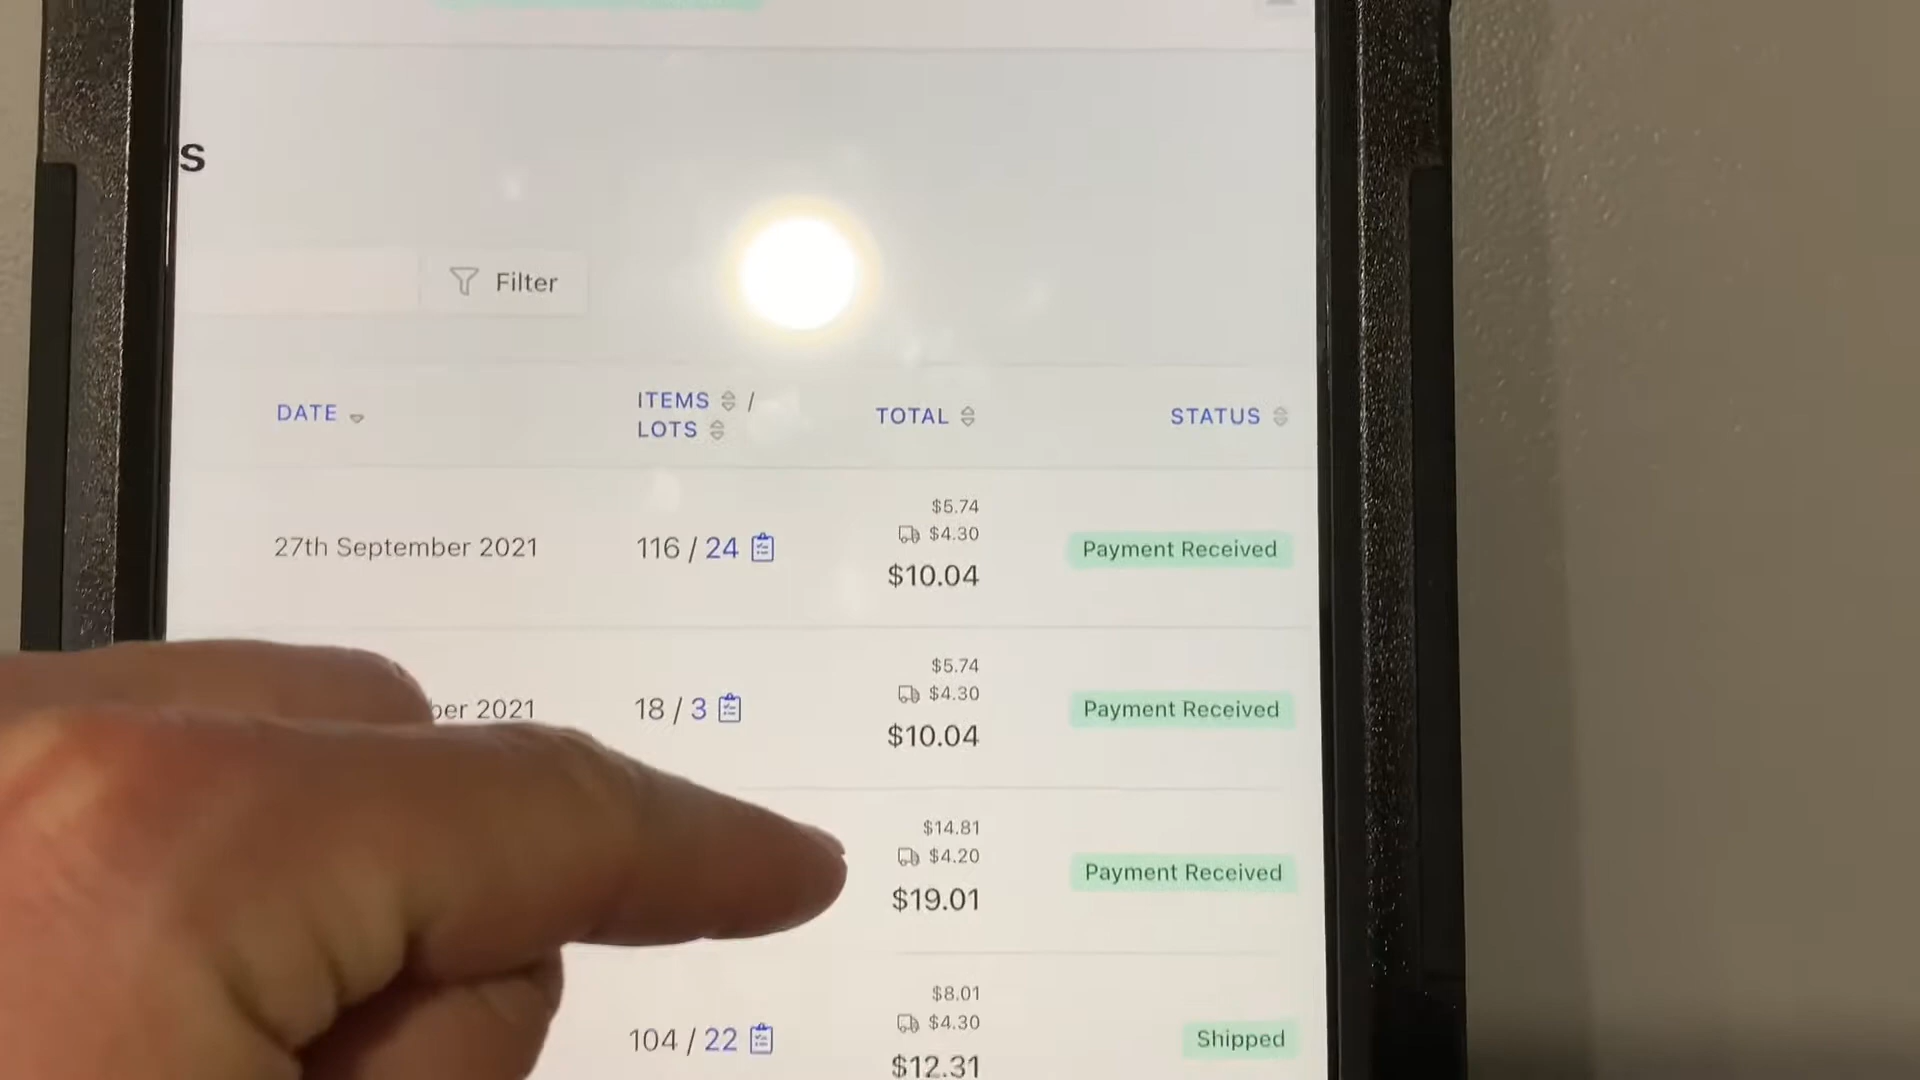 s
Filter
DATE
ITEMS /
LOTS
TOTAL
STATUS
27th September 2021
116 / 24
$5.74
$4.30
$10.04
Payment Received
ber 2021
18 / 3
$5.74
$4.30
$10.04
Payment Received
$14.81
$4.20
$19.01
Payment Received
104 / 22
$8.01
$4.30
$12.31
Shipped